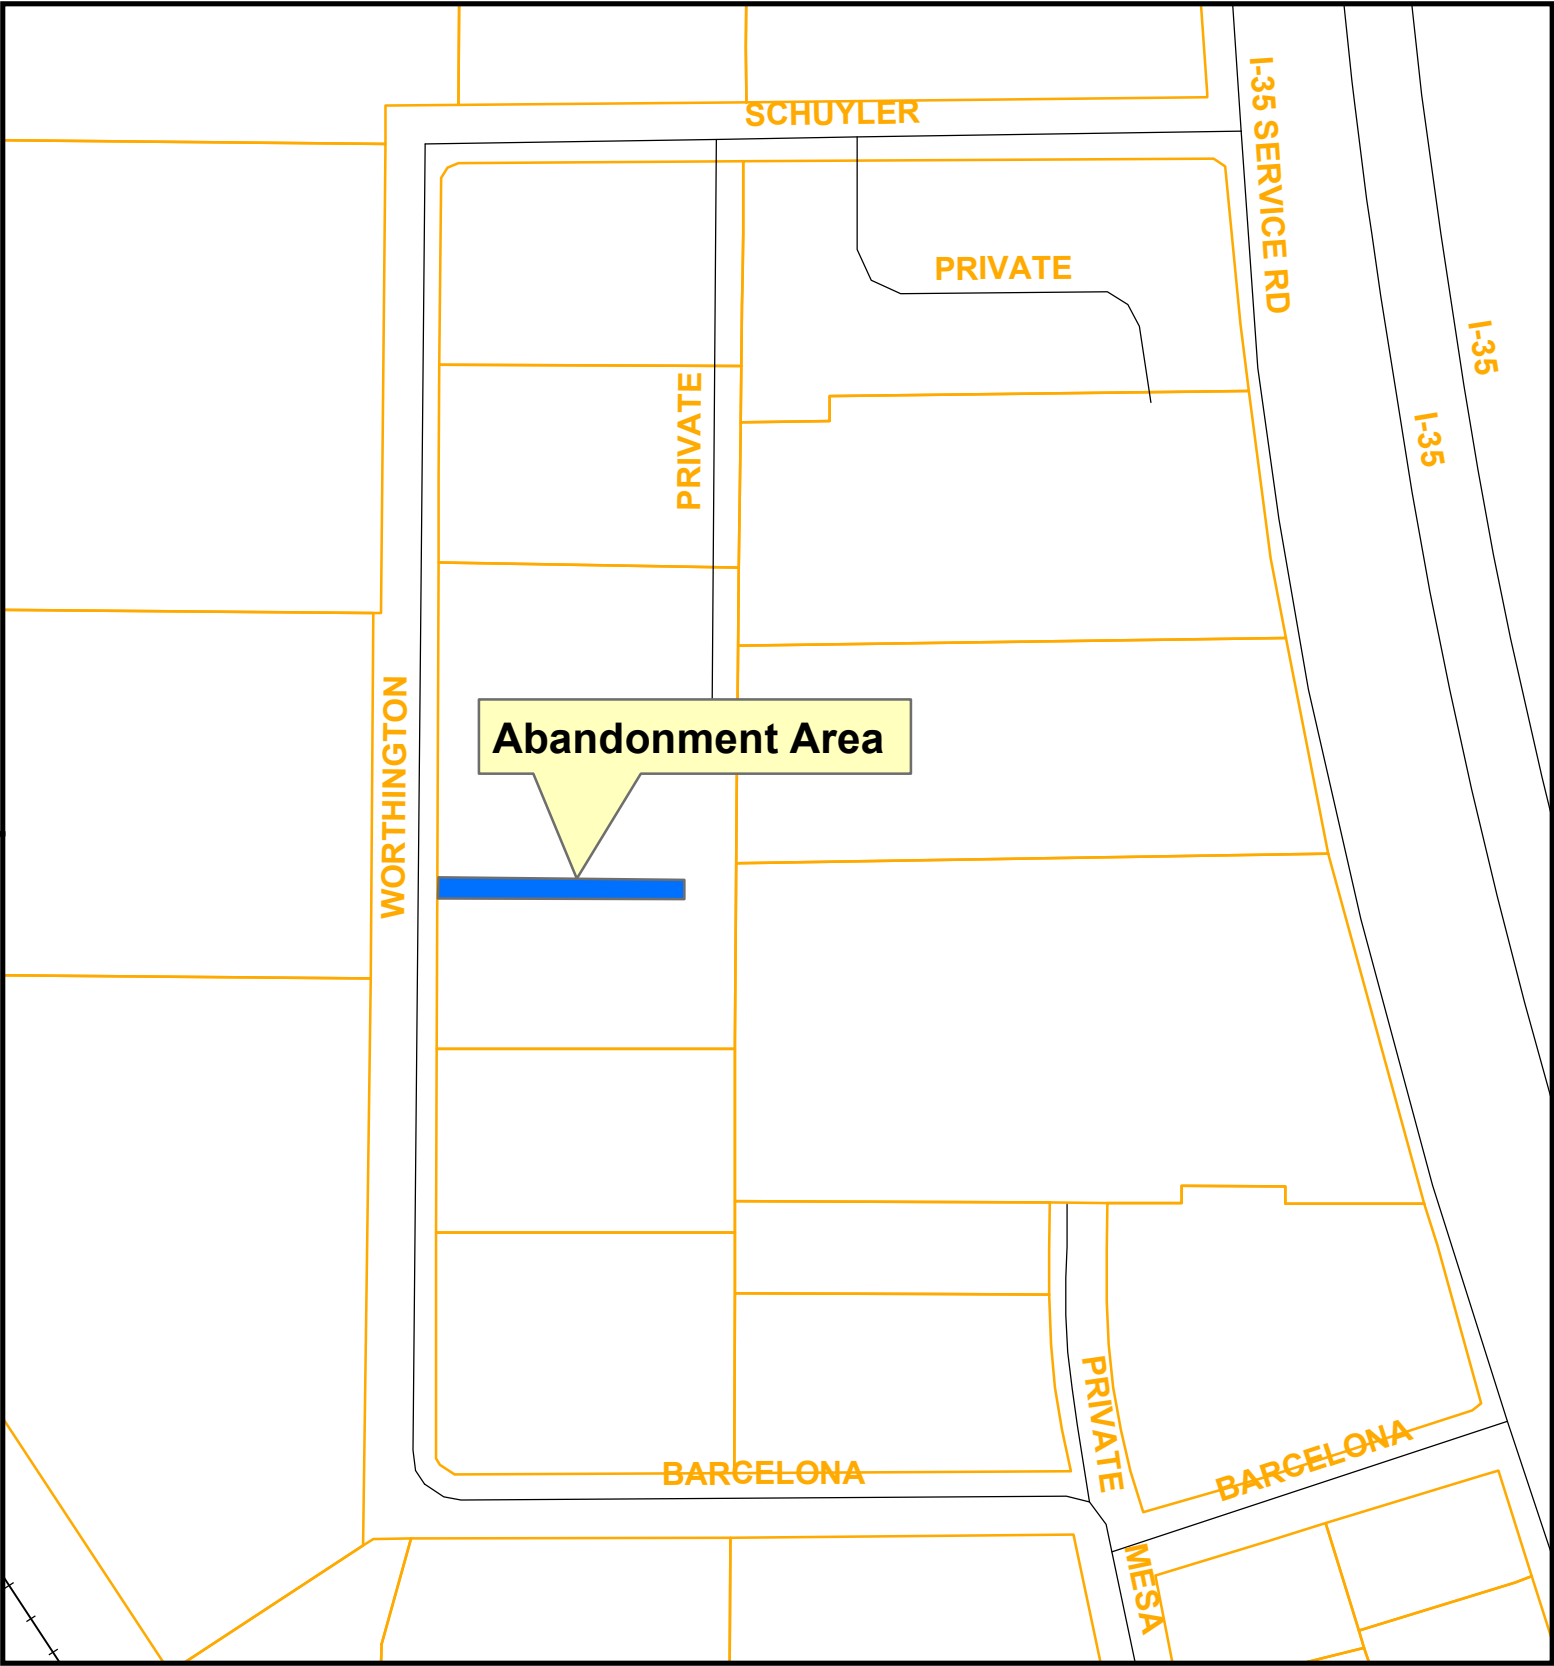 SCHUYLER
I-35 SERVICE RD
PRIVATE
I-35
PRIVATE
I-35
WORTHINGTON
Abandonment Area
PRIVATE
BARCELONA
BARCELONA
MESA